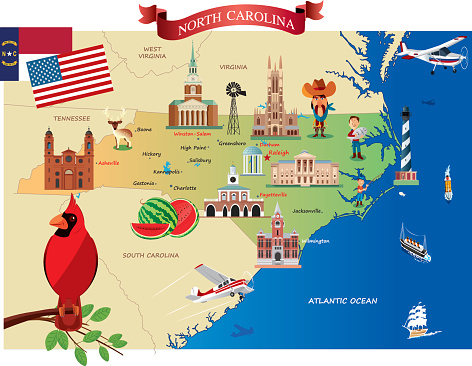 NORTH CAROLINA
N★C
WEST
VIRGINIA
VIRGINIA
TENNESSEE
Boone
Winston-Salem
Greensboro
Durham
High Point
Raleigh
Hickory
Salisbury
Asheville
Kannapolis
Gastonia
Charlotte
Fayetteville
Jacksonville
Wilmington
SOUTH CAROLINA
ATLANTIC OCEAN